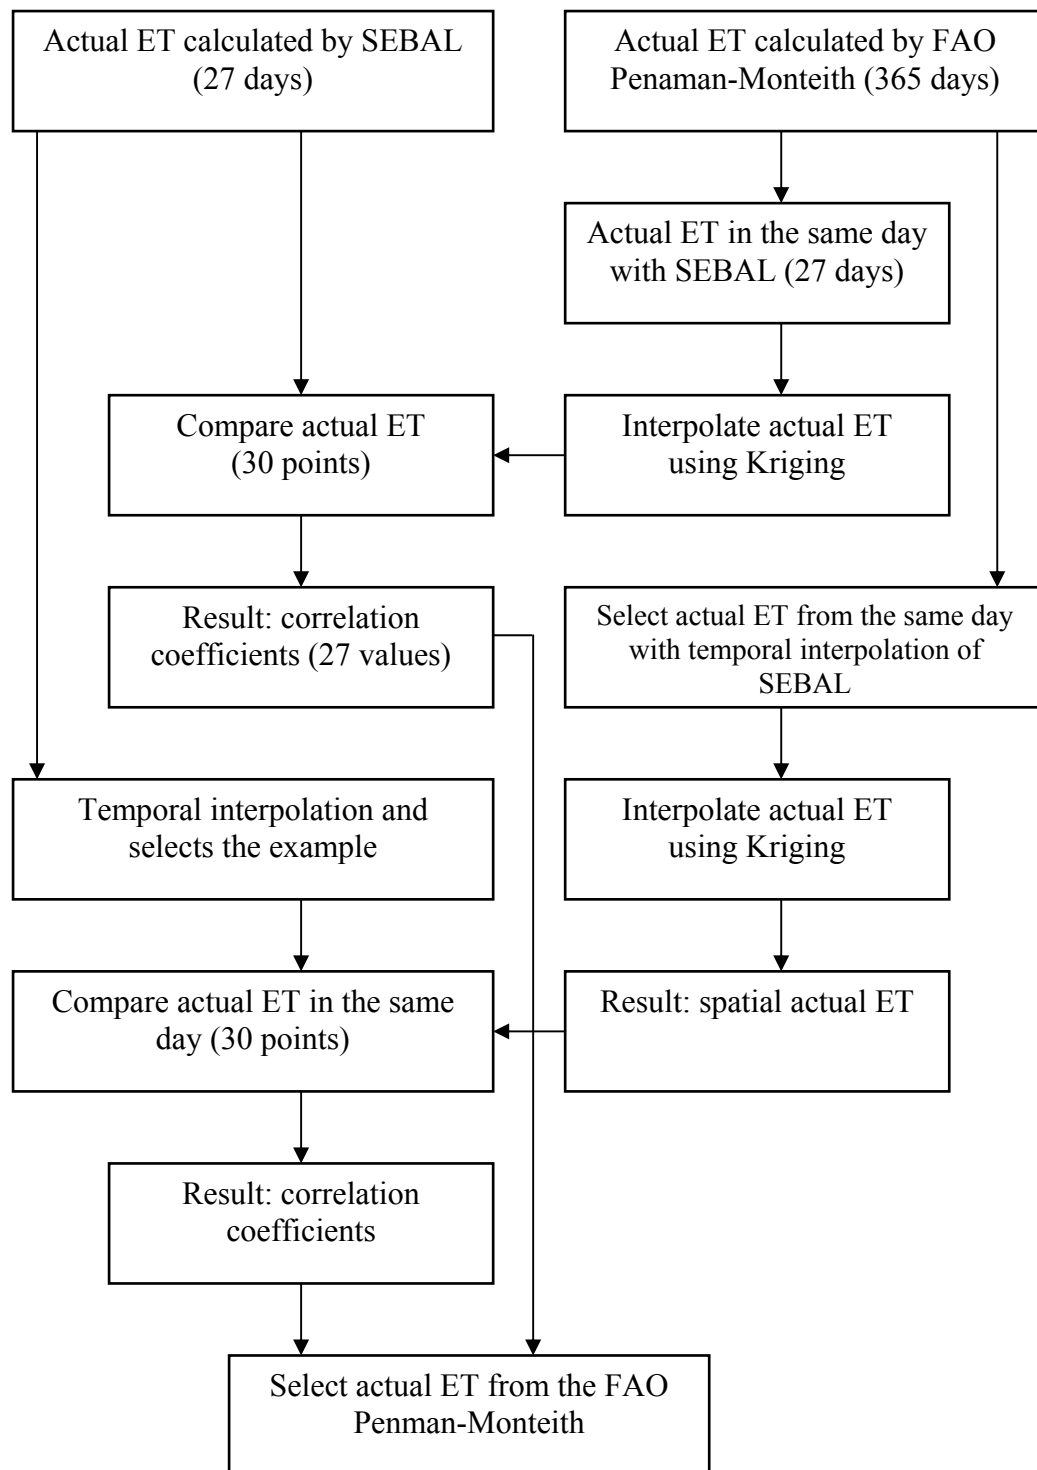 Actual ET calculated by SEBAL
(27 days)
Actual ET calculated by FAO
Penaman-Monteith (365 days)
Actual ET in the same day
with SEBAL (27 days)
Compare actual ET
(30 points)
Interpolate actual ET
using Kriging
Result: correlation
coefficients (27 values)
Select actual ET from the same day
with temporal interpolation of
SEBAL
Temporal interpolation and
selects the example
Interpolate actual ET
using Kriging
Compare actual ET in the same
day (30 points)
Result: spatial actual ET
Result: correlation
coefficients
Select actual ET from the FAO
Penman-Monteith